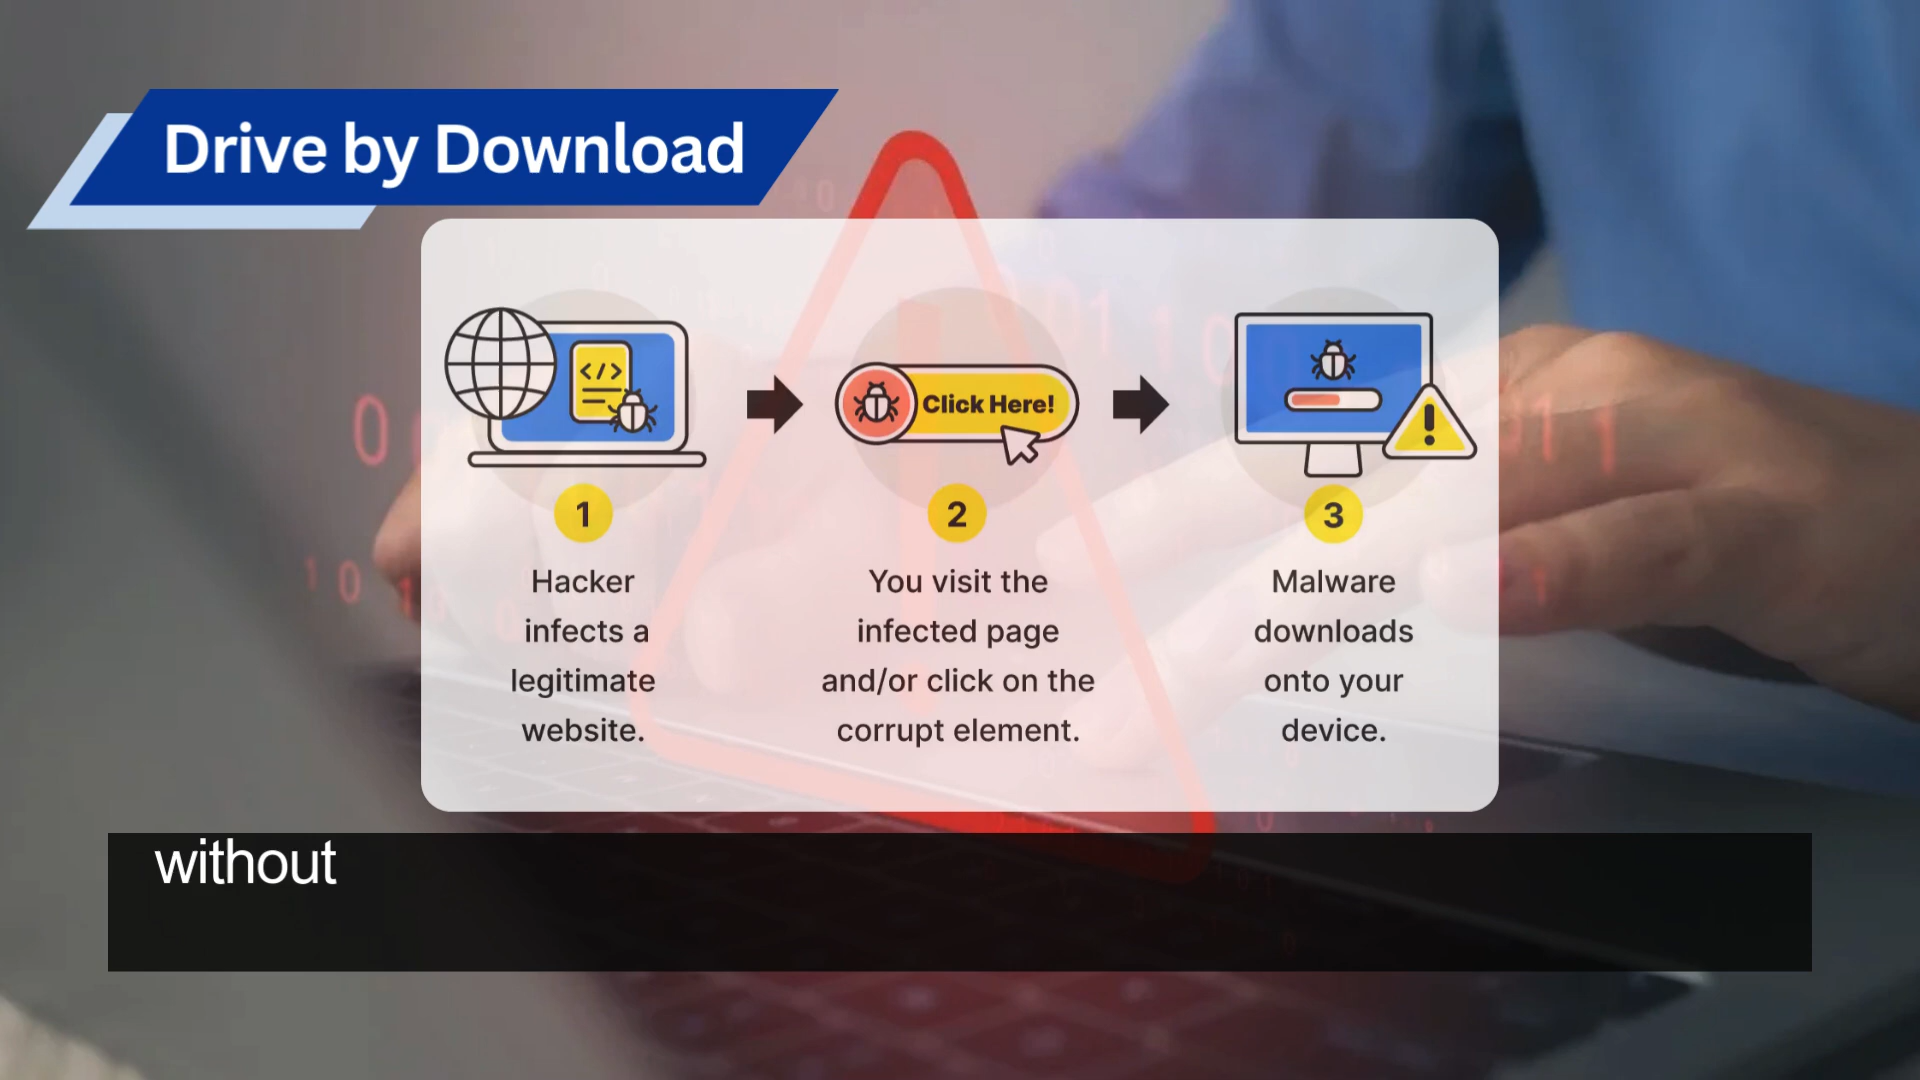 Drive by Download
</>
Click Here!
1
Hacker
infects a
legitimate
website.
2
You visit the
infected page
and/or click on the
corrupt element.
3
Malware
downloads
onto your
device.
without